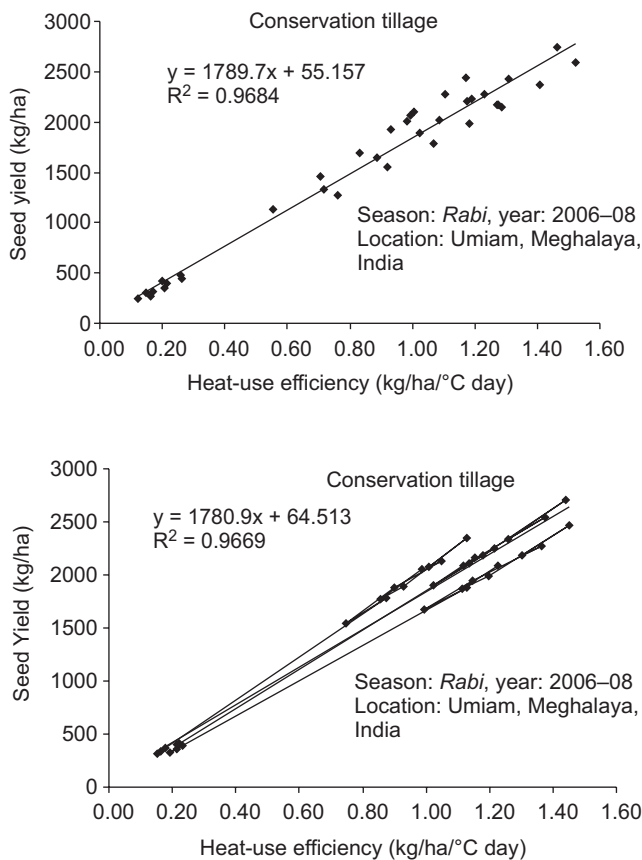 Conservation tillage
3000
y = 1789.7x + 55.157
R² = 0.9684
2500
2000
1500
1000
500
0
Seed yield (kg/ha)
Season: Rabi, year: 2006–08
Location: Umiam, Meghalaya,
India
0.00 0.20 0.40 0.60 0.80 1.00 1.20 1.40 1.60
Heat-use efficiency (kg/ha/°C day)
3000
Conservation tillage
y = 1780.9x + 64.513
R² = 0.9669
2500
2000
1500
1000
500
0
Seed Yield (kg/ha)
Season: Rabi, year: 2006–08
Location: Umiam, Meghalaya,
India
0.00 0.20 0.40 0.60 0.80 1.00 1.20 1.40 1.60
Heat-use efficiency (kg/ha/°C day)